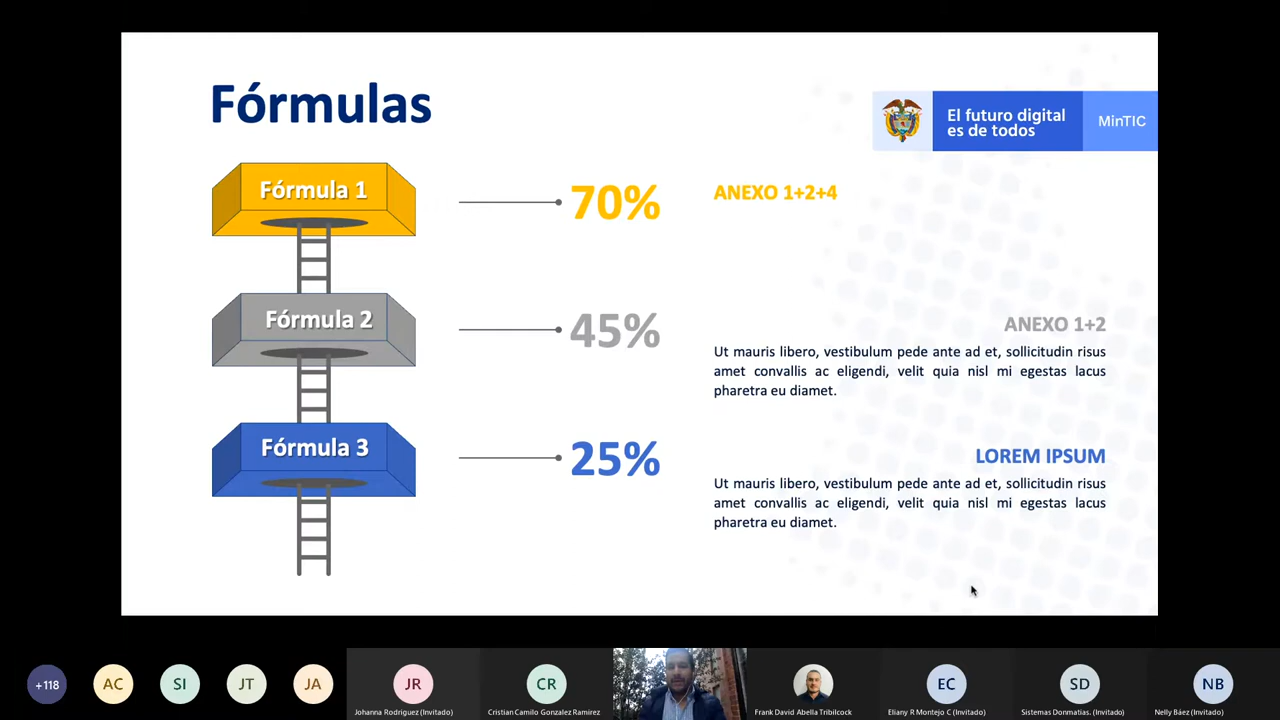 Fórmulas
El futuro digital
es de todos
MinTIC
Fórmula 1
70%
ANEXO 1+2+4
Fórmula 2
45%
ANEXO 1+2
Ut mauris libero, vestibulum pede ante ad et, sollicitudin risus
amet convallis ac eligendi, velit quia nisl mi egestas lacus
pharetra eu diamet.
Fórmula 3
25%
LOREM IPSUM
Ut mauris libero, vestibulum pede ante ad et, sollicitudin risus
amet convallis ac eligendi, velit quia nisl mi egestas lacus
pharetra eu diamet.
+118
AC
SI
JT
JA
JR
Johanna Rodriguez (Invitado)
CR
Cristian Camilo Gonzalez Ramirez
Frank David Abella Tribilcock
EC
Eliany R Montejo C (Invitado)
SD
Sistemas Donmatias. (Invitado)
NB
Nelly Báez (Invitado)